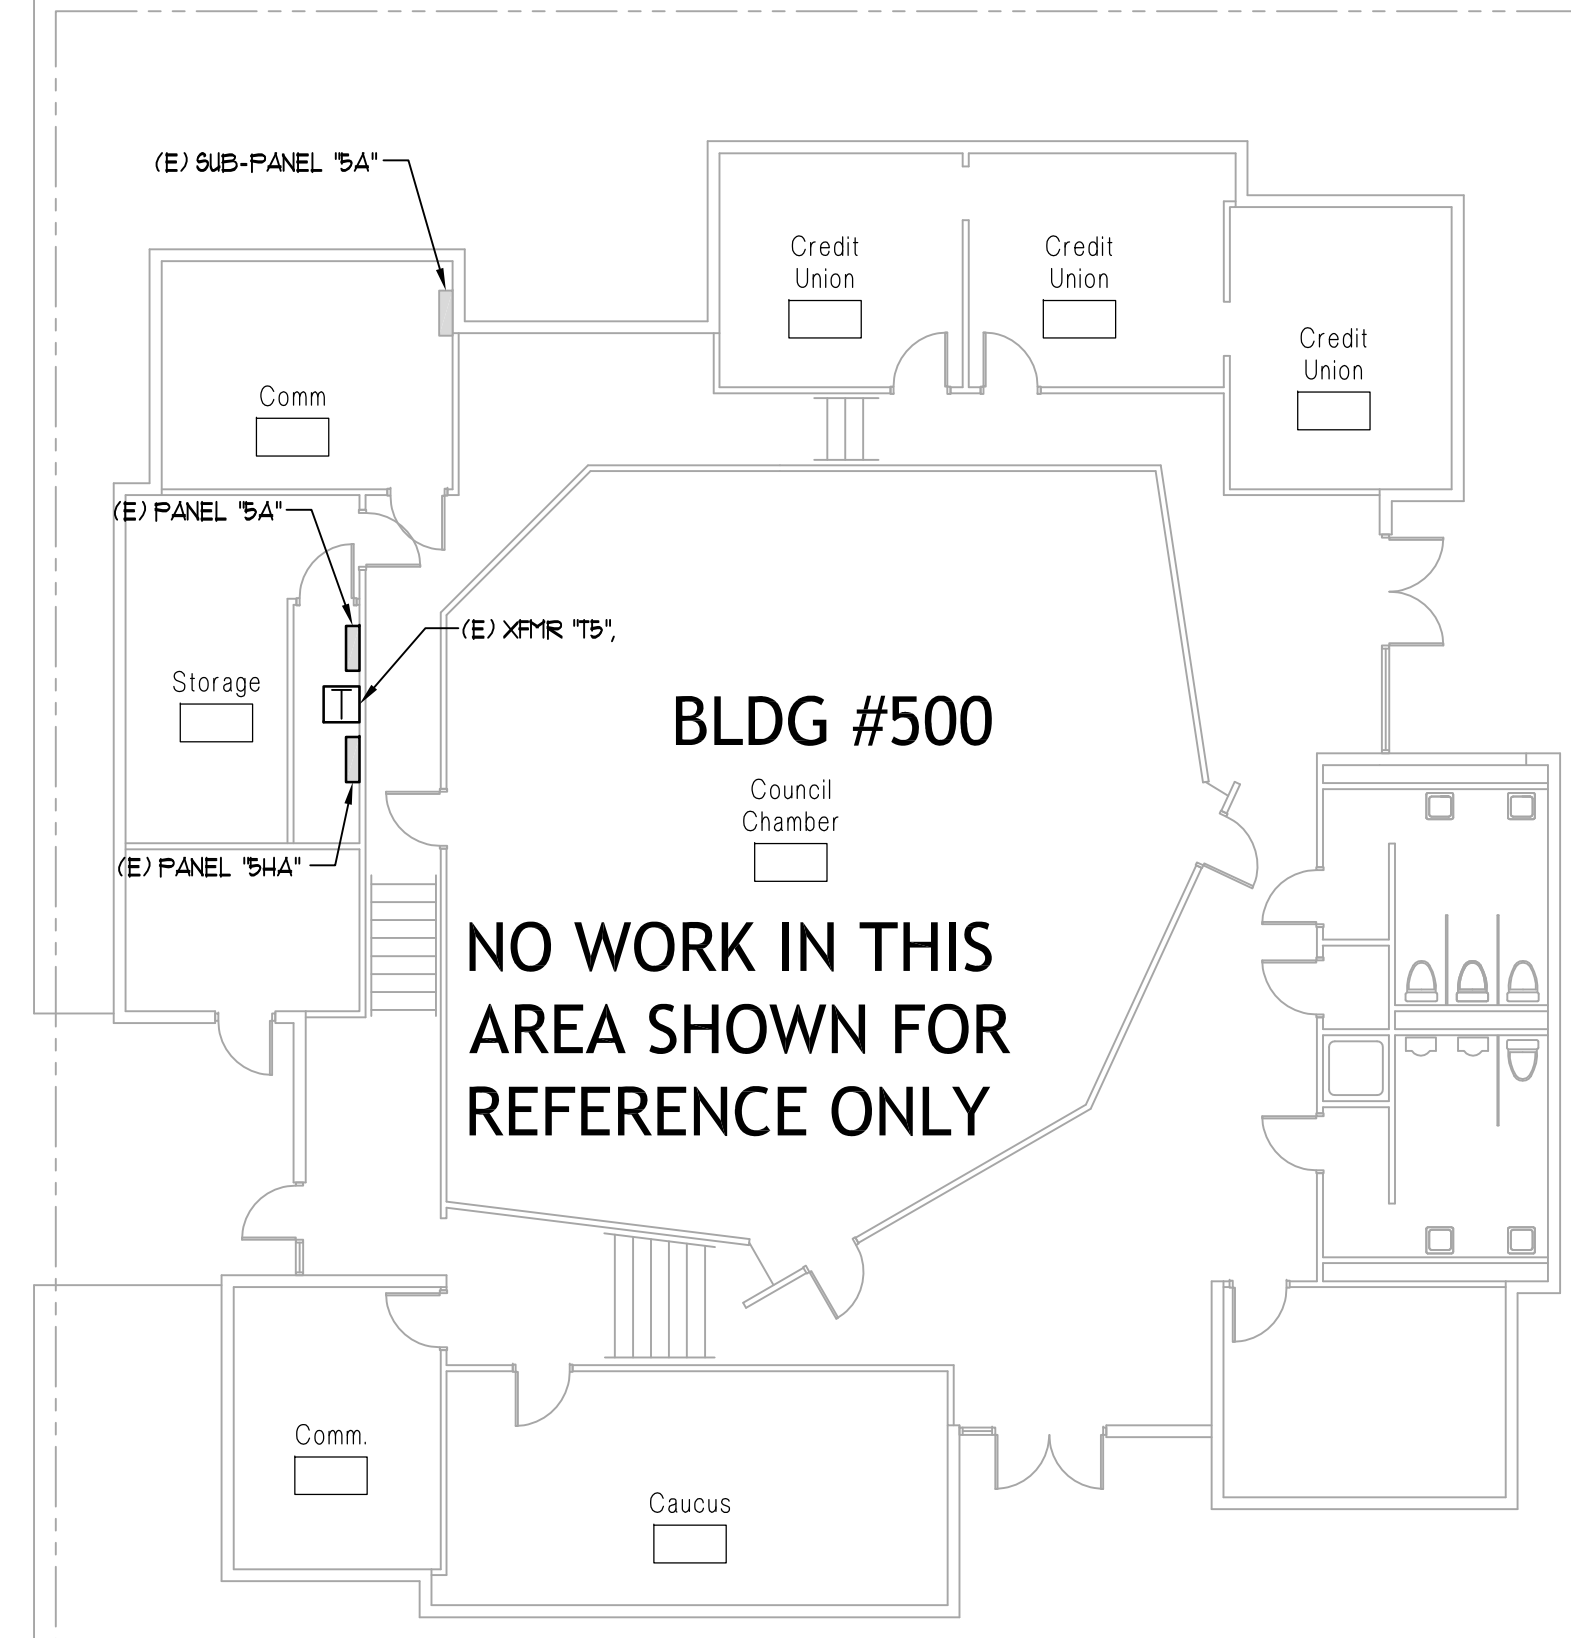 (E) SUB-PANEL "5A"
Credit
Union
Credit
Union
Credit
Union
Comm
(E) PANEL "5A"
(E) XFMR "T5",
Storage
T
BLDG #500
Council
Chamber
(E) PANEL "5HA"
NO WORK IN THIS
AREA SHOWN FOR
REFERENCE ONLY
Comm.
Caucus